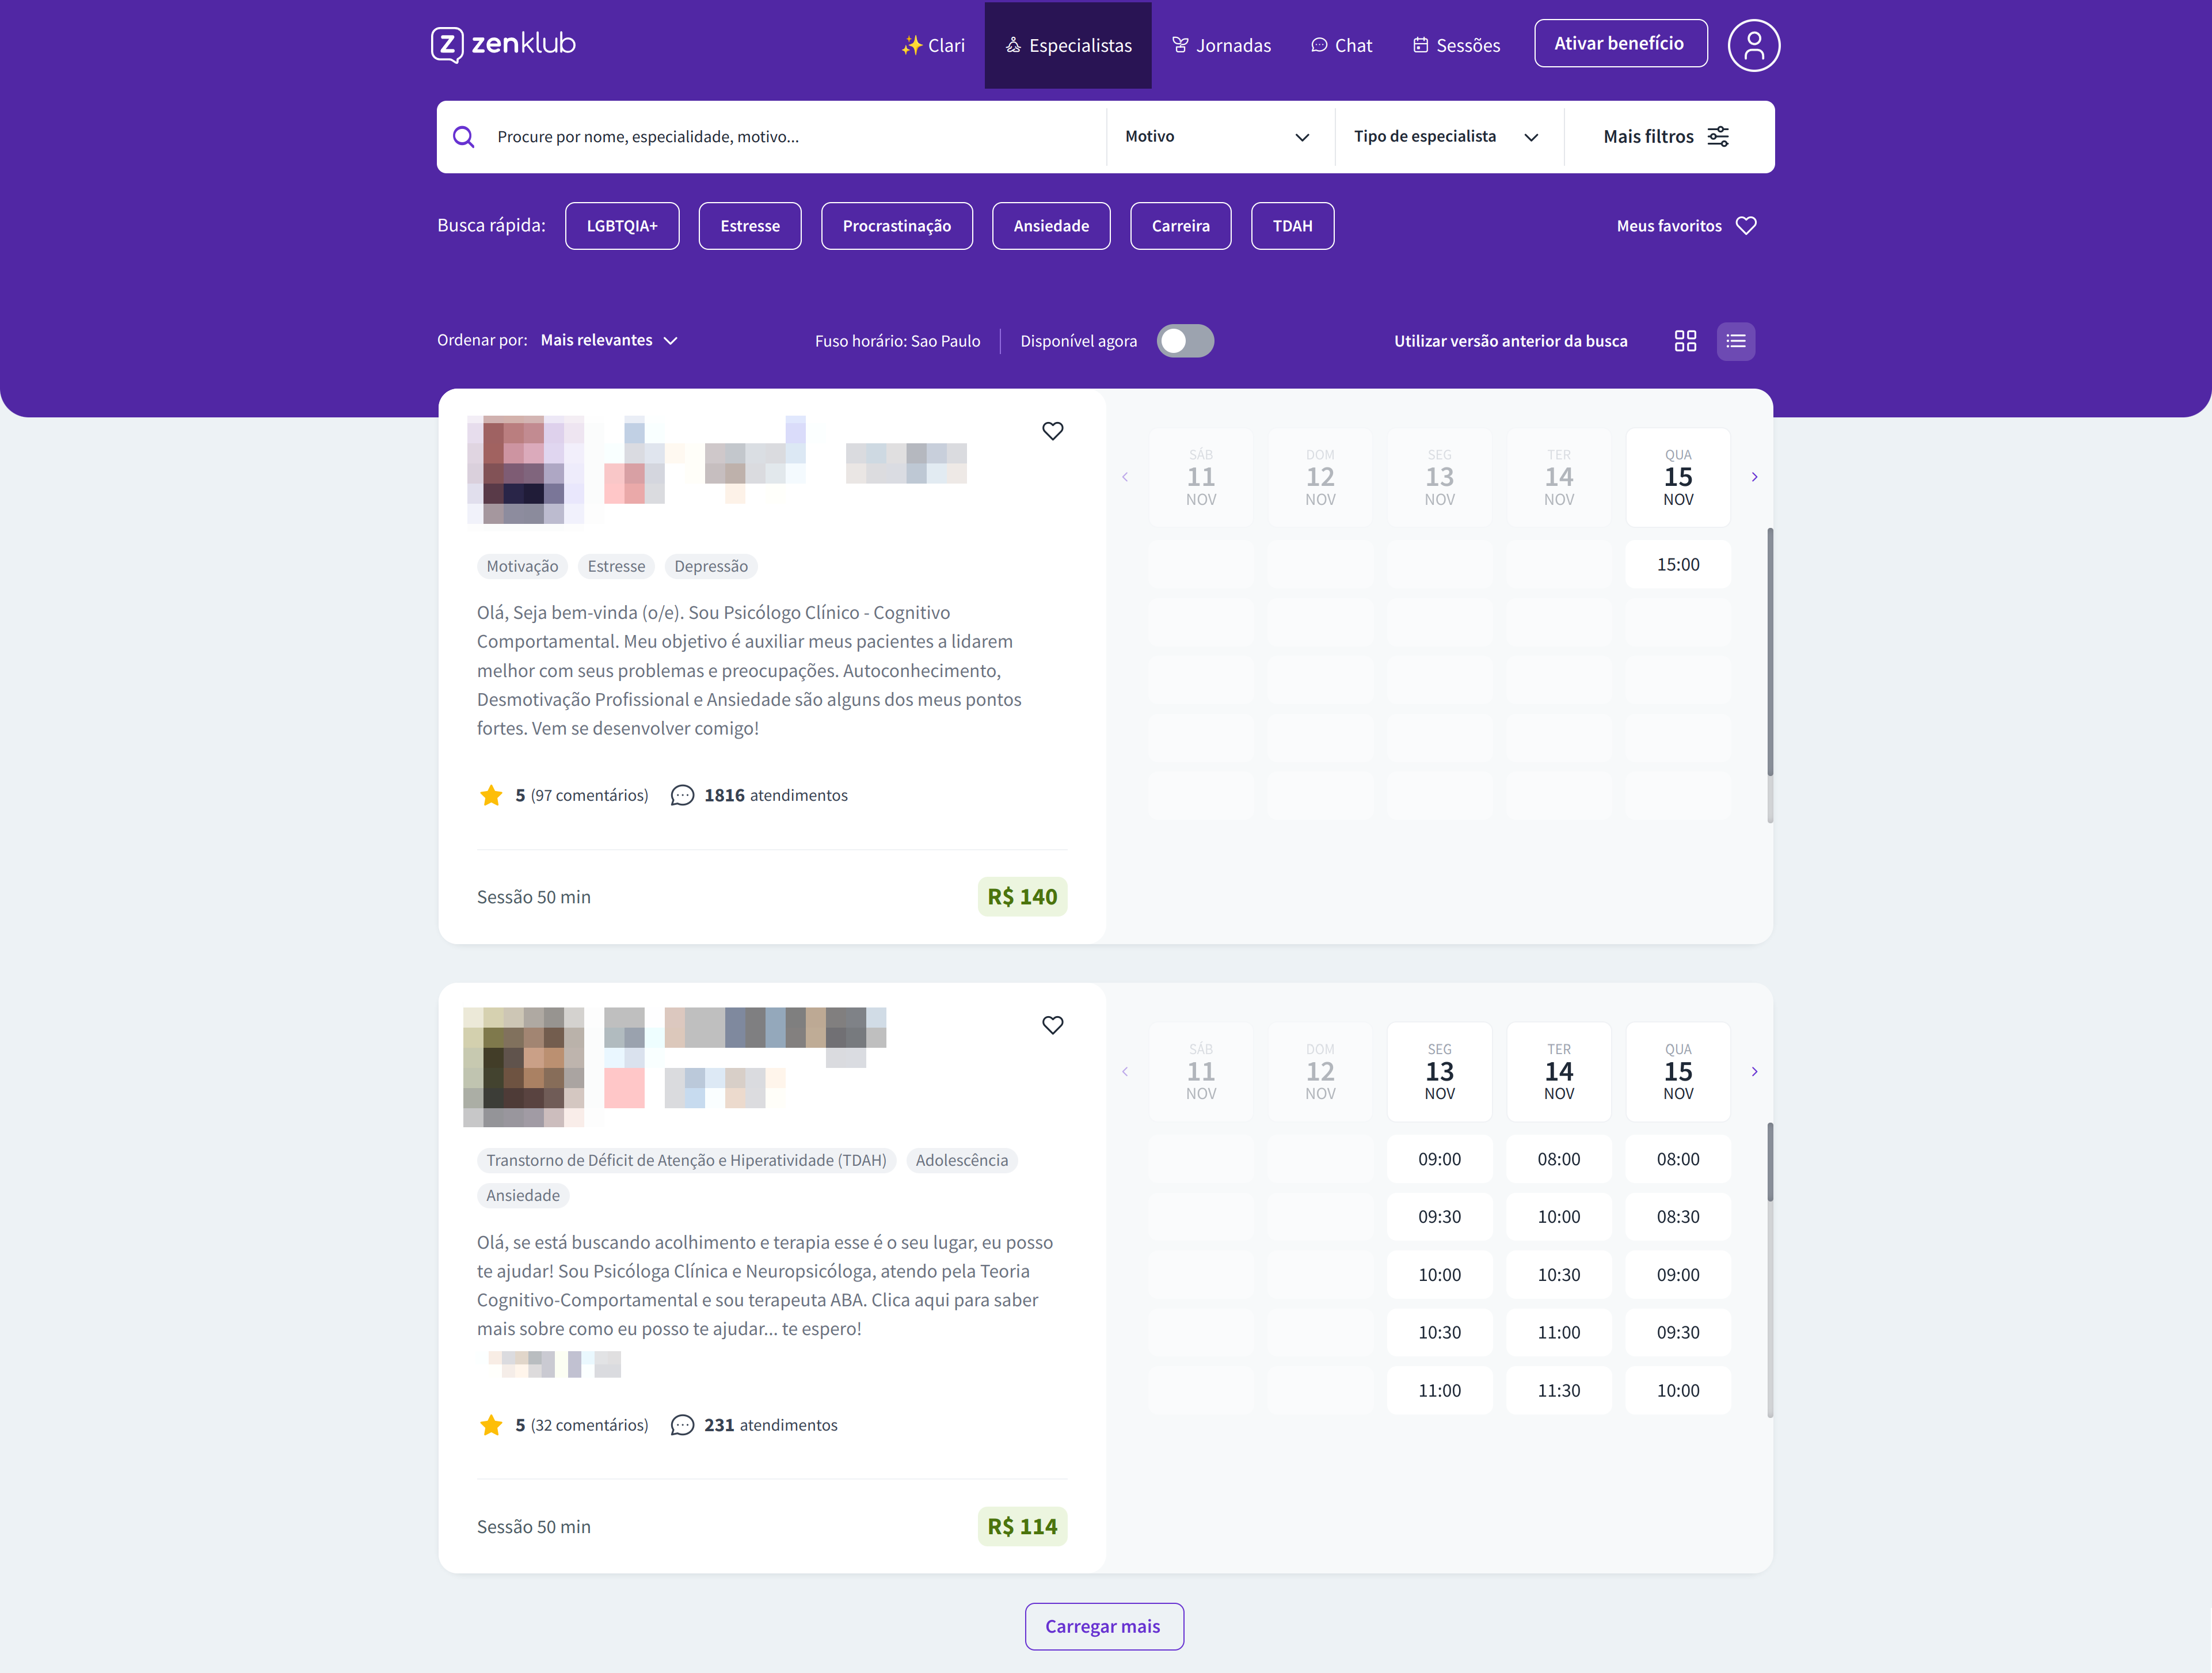 zenklub
Clari
Especialistas
Jornadas
Chat
Sessões
Ativar benefício
Procure por nome, especialidade, motivo...
Motivo
Tipo de especialista
Mais filtros
Busca rápida:
LGBTQIA+
Estresse
Procrastinação
Ansiedade
Carreira
TDAH
Meus favoritos
Ordenar por: Mais relevantes
Fuso horário: Sao Paulo
Disponível agora
Utilizar versão anterior da busca
Motivação
Estresse
Depressão
Olá, Seja bem-vinda (o/e). Sou Psicólogo Clínico - Cognitivo
Comportamental. Meu objetivo é auxiliar meus pacientes a lidarem
melhor com seus problemas e preocupações. Autoconhecimento,
Desmotivação Profissional e Ansiedade são alguns dos meus pontos
fortes. Vem se desenvolver comigo!
5 (97 comentários)
1816 atendimentos
Sessão 50 min
R$ 140
SÁB DOM SEG TER QUA
11 12 13 14 15
NOV NOV NOV NOV NOV
15:00
Transtorno de Déficit de Atenção e Hiperatividade (TDAH)
Adolescência
Ansiedade
Olá, se está buscando acolhimento e terapia esse é o seu lugar, eu posso
te ajudar! Sou Psicóloga Clínica e Neuropsicóloga, atendo pela Teoria
Cognitivo-Comportamental e sou terapeuta ABA. Clica aqui para saber
mais sobre como eu posso te ajudar... te espero!
5 (32 comentários)
231 atendimentos
Sessão 50 min
R$ 114
SÁB DOM SEG TER QUA
11 12 13 14 15
NOV NOV NOV NOV NOV
09:00 08:00 08:00
09:30 10:00 08:30
10:00 10:30 09:00
10:30 11:00 09:30
11:00 11:30 10:00
Carregar mais